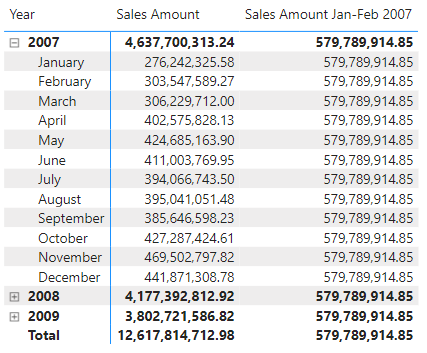 Year Sales Amount Sales Amount Jan-Feb 2007
2007 4,637,700,313.24 579,789,914.85
January 276,242,325.58 579,789,914.85
February 303,547,589.27 579,789,914.85
March 306,229,712.00 579,789,914.85
April 402,575,828.13 579,789,914.85
May 424,685,163.90 579,789,914.85
June 411,003,769.95 579,789,914.85
July 394,066,743.50 579,789,914.85
August 395,041,051.48 579,789,914.85
September 385,646,598.23 579,789,914.85
October 427,287,424.61 579,789,914.85
November 469,502,797.82 579,789,914.85
December 441,871,308.78 579,789,914.85
2008 4,177,392,812.92 579,789,914.85
2009 3,802,721,586.82 579,789,914.85
Total 12,617,814,712.98 579,789,914.85